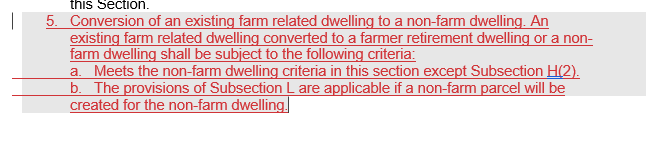 this Section.
5. Conversion of an existing farm related dwelling to a non-farm dwelling. An
existing farm related dwelling converted to a farmer retirement dwelling or a non-
farm dwelling shall be subject to the following criteria:
a. Meets the non-farm dwelling criteria in this section except Subsection H(2).
b. The provisions of Subsection L are applicable if a non-farm parcel will be
created for the non-farm dwelling.